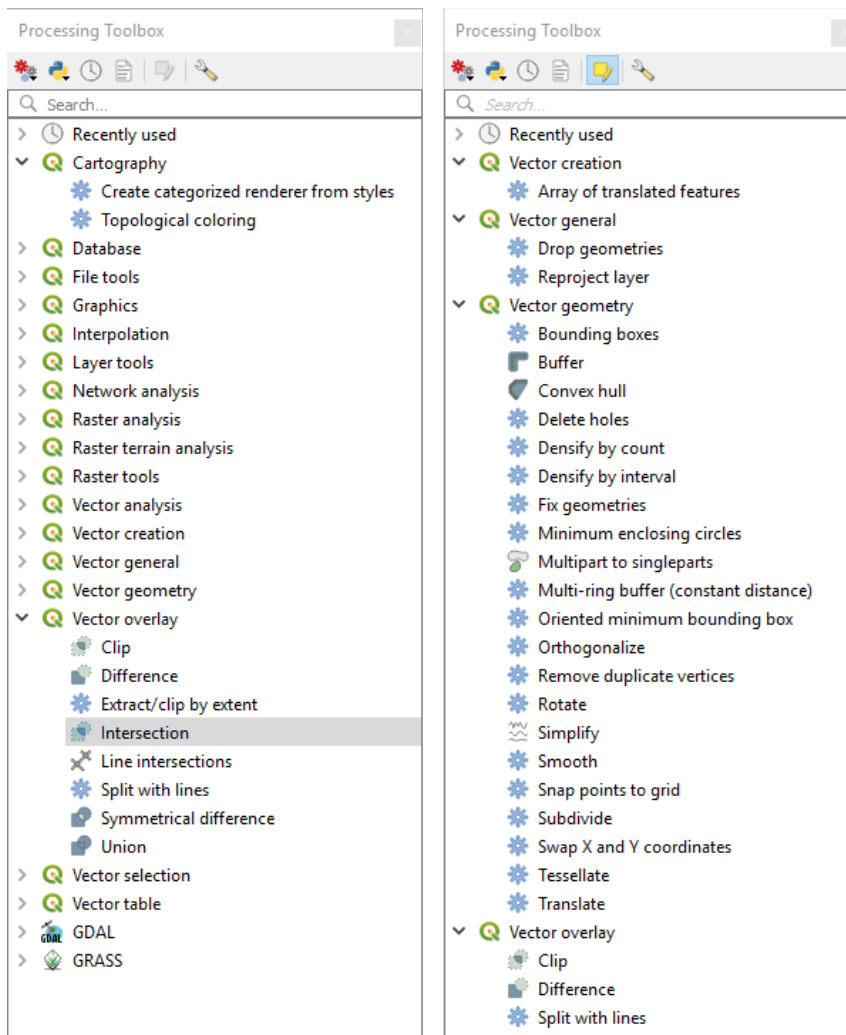 Processing Toolbox
Search...
Recently used
Cartography
Create categorized renderer from styles
Topological coloring
Database
File tools
Graphics
Interpolation
Layer tools
Network analysis
Raster analysis
Raster terrain analysis
Raster tools
Vector analysis
Vector creation
Vector general
Vector geometry
Vector overlay
Clip
Difference
Extract/clip by extent
Intersection
Line intersections
Split with lines
Symmetrical difference
Union
Vector selection
Vector table
GDAL
GRASS
Processing Toolbox
Search...
Recently used
Vector creation
Array of translated features
Vector general
Drop geometries
Reproject layer
Vector geometry
Bounding boxes
Buffer
Convex hull
Delete holes
Densify by count
Densify by interval
Fix geometries
Minimum enclosing circles
Multipart to singleparts
Multi-ring buffer (constant distance)
Oriented minimum bounding box
Orthogonalize
Remove duplicate vertices
Rotate
Simplify
Smooth
Snap points to grid
Subdivide
Swap X and Y coordinates
Tessellate
Translate
Vector overlay
Clip
Difference
Split with lines